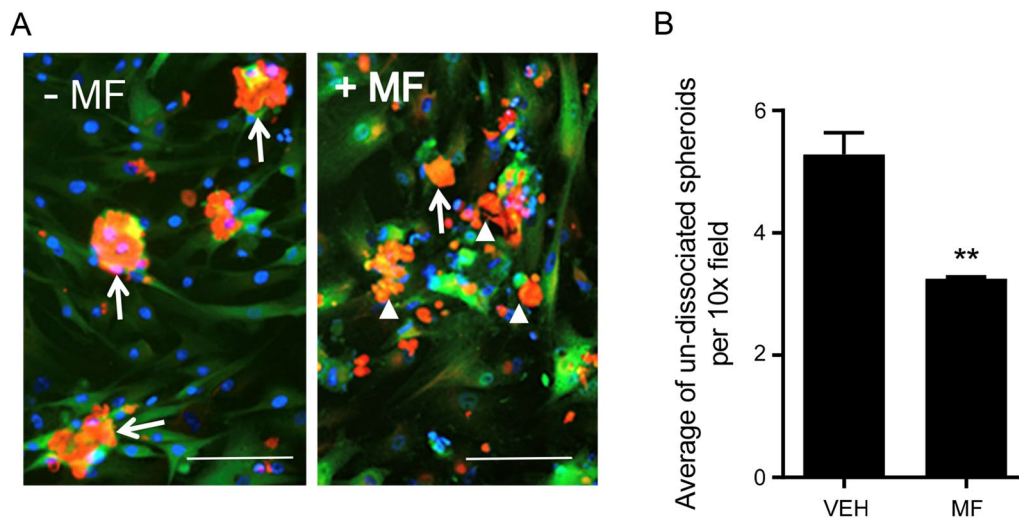 A
- MF
+ MF
B
Average of un-dissociated spheroids
per 10x field
6
4
2
0
**
VEH
MF